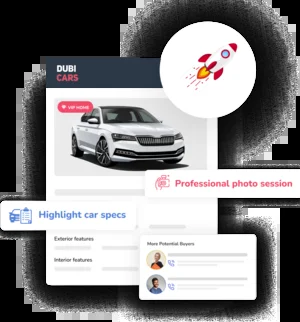 DUBI
CARS
VIP HOME
Professional photo session
Highlight car specs
Exterior features
Interior features
More Potential Buyers